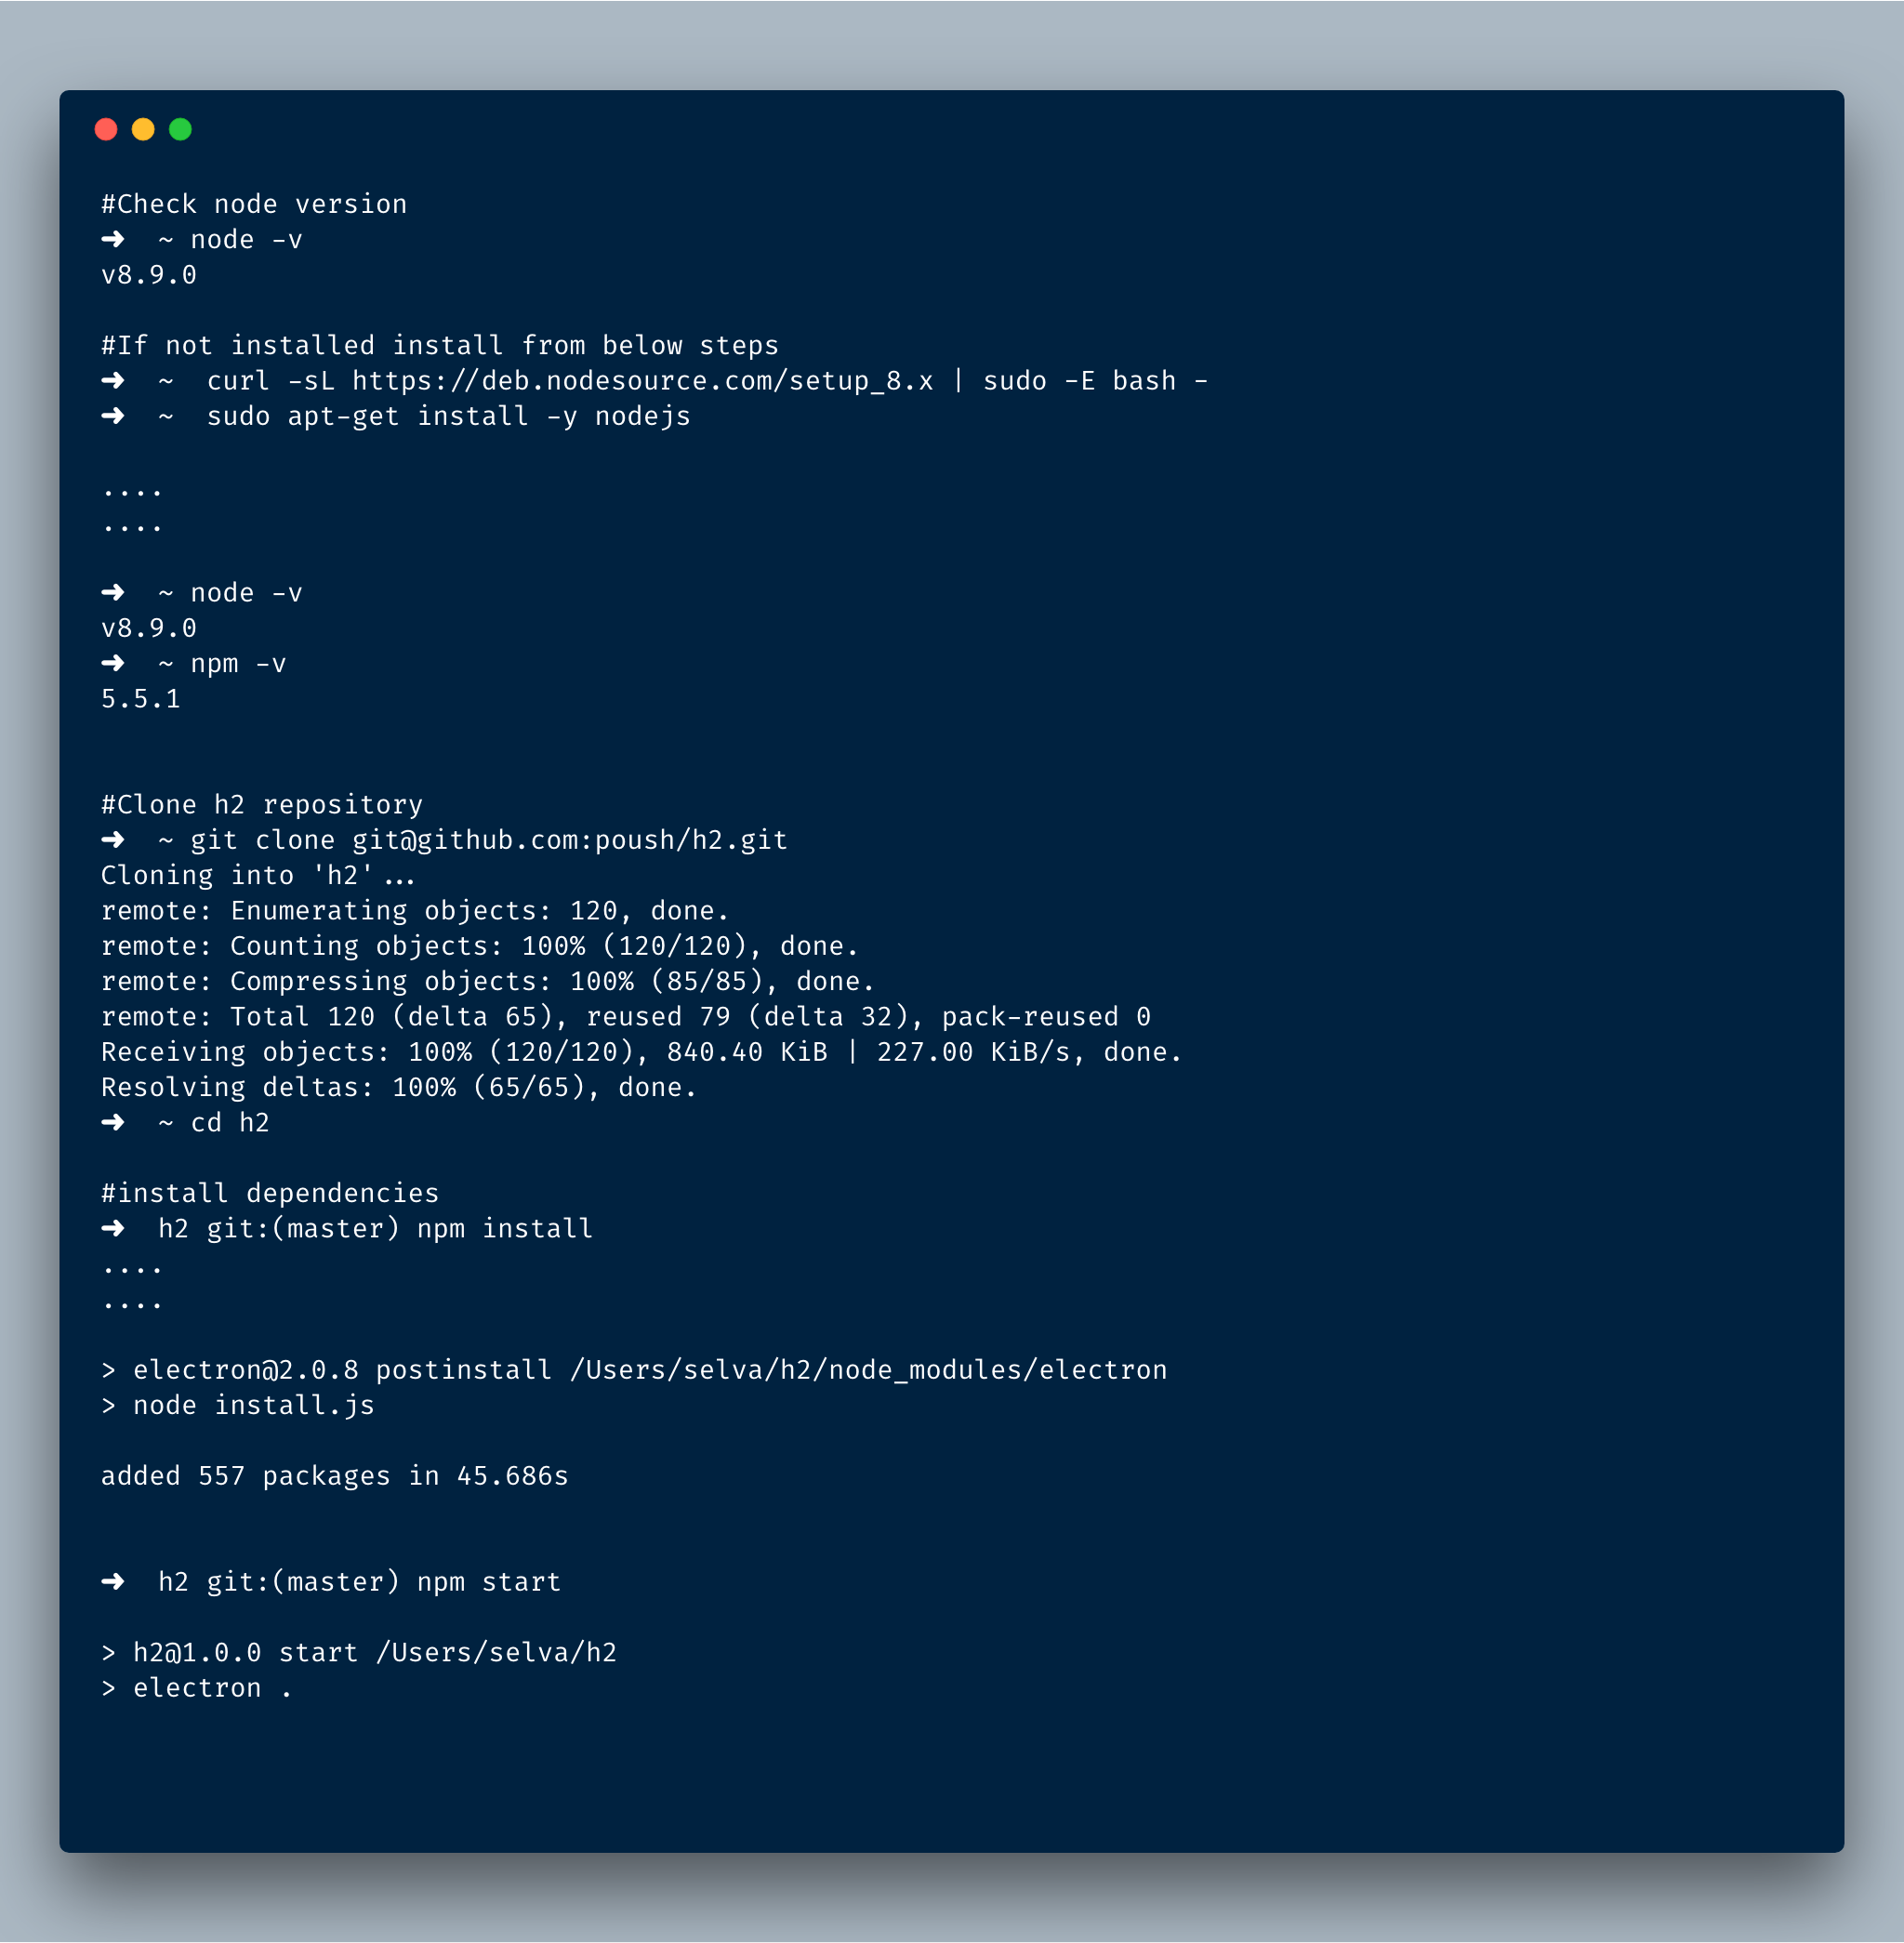 #Check node version
➜  ~ node -v
v8.9.0
#If not installed install from below steps
➜  ~  curl -sL https://deb.nodesource.com/setup_8.x | sudo -E bash -
➜  ~  sudo apt-get install -y nodejs
....
....
➜  ~ node -v
v8.9.0
➜  ~ npm -v
5.5.1
#Clone h2 repository
➜  ~ git clone git@github.com:poush/h2.git
Cloning into 'h2'...
remote: Enumerating objects: 120, done.
remote: Counting objects: 100% (120/120), done.
remote: Compressing objects: 100% (85/85), done.
remote: Total 120 (delta 65), reused 79 (delta 32), pack-reused 0
Receiving objects: 100% (120/120), 840.40 KiB | 227.00 KiB/s, done.
Resolving deltas: 100% (65/65), done.
➜  ~ cd h2
#install dependencies
➜  h2 git:(master) npm install
....
....
> electron@2.0.8 postinstall /Users/selva/h2/node_modules/electron
> node install.js
added 557 packages in 45.686s
➜  h2 git:(master) npm start
> h2@1.0.0 start /Users/selva/h2
> electron .